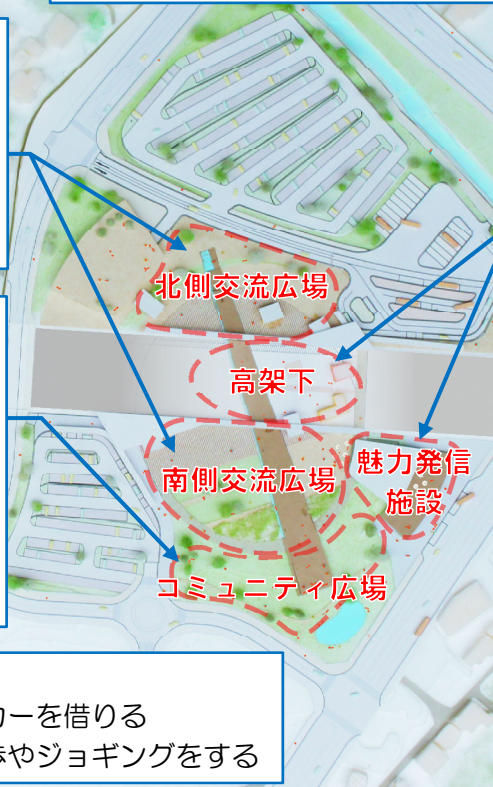 北側交流広場
高架下
南側交流広場
魅力発信
施設
コミュニティ広場
カーを借りる
歩やジョギングをする